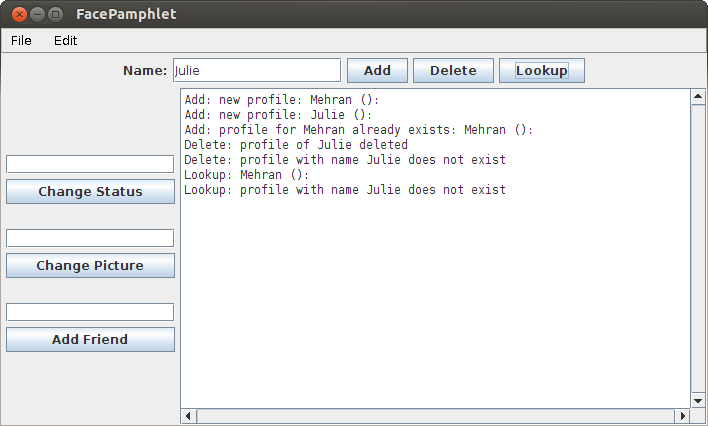 FacePamphlet
File Edit
Name: Julie Add Delete Lookup
Add: new profile: Mehran ():
Add: new profile: Julie ():
Add: profile for Mehran already exists: Mehran ():
Delete: profile of Julie deleted
Delete: profile with name Julie does not exist
Lookup: Mehran ():
Lookup: profile with name Julie does not exist
Change Status
Change Picture
Add Friend